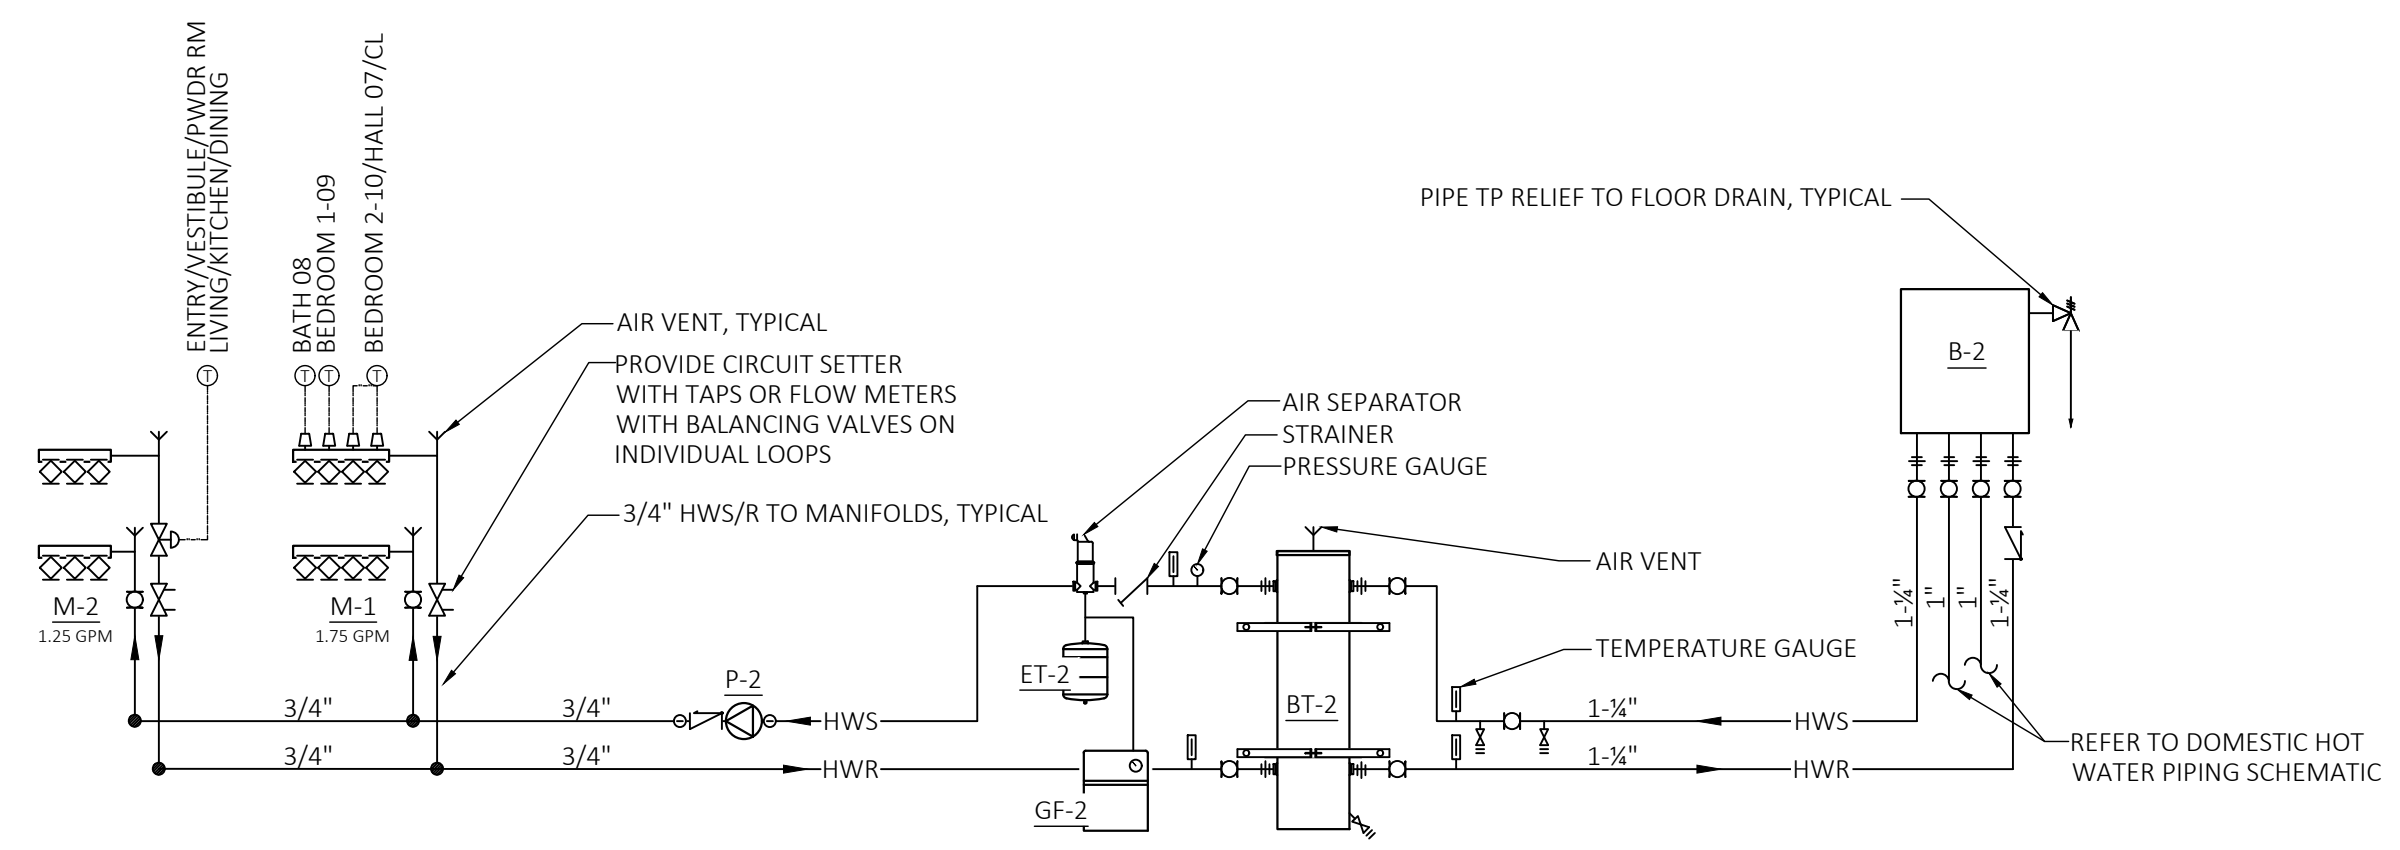 ENTRY/VESTIBULE/PWDR RM
LIVING/KITCHEN/DINING
BATH 08
BEDROOM 1-09
BEDROOM 2-10/HALL 07/CL
T
T
T
T
PIPE TP RELIEF TO FLOOR DRAIN, TYPICAL
AIR VENT, TYPICAL
PROVIDE CIRCUIT SETTER
WITH TAPS OR FLOW METERS
WITH BALANCING VALVES ON
INDIVIDUAL LOOPS
B-2
AIR SEPARATOR
STRAINER
PRESSURE GAUGE
3/4" HWS/R TO MANIFOLDS, TYPICAL
AIR VENT
M-2
1.25 GPM
M-1
1.75 GPM
1-¼"
1"
1"
1-¼"
TEMPERATURE GAUGE
ET-2
P-2
BT-2
3/4"
3/4"
HWS
1-¼"
HWS
3/4"
3/4"
HWR
1-¼"
HWR
REFER TO DOMESTIC HOT
WATER PIPING SCHEMATIC
GF-2